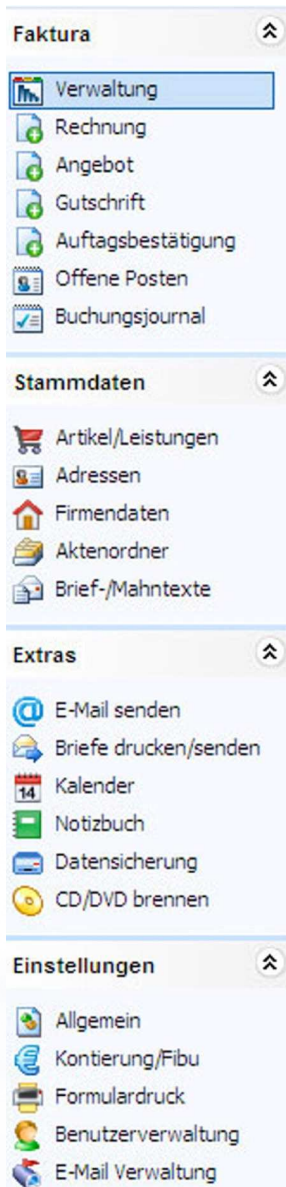 Faktura
Verwaltung
Rechnung
Angebot
Gutschrift
Auftagsbestätigung
Offene Posten
Buchungsjournal
Stammdaten
Artikel/Leistungen
Adressen
Firmendaten
Aktenordner
Brief-/Mahntexte
Extras
E-Mail senden
Briefe drucken/senden
14 Kalender
Notizbuch
Datensicherung
CD/DVD brennen
Einstellungen
Allgemein
Kontierung/Fibu
Formulardruck
Benutzerverwaltung
E-Mail Verwaltung